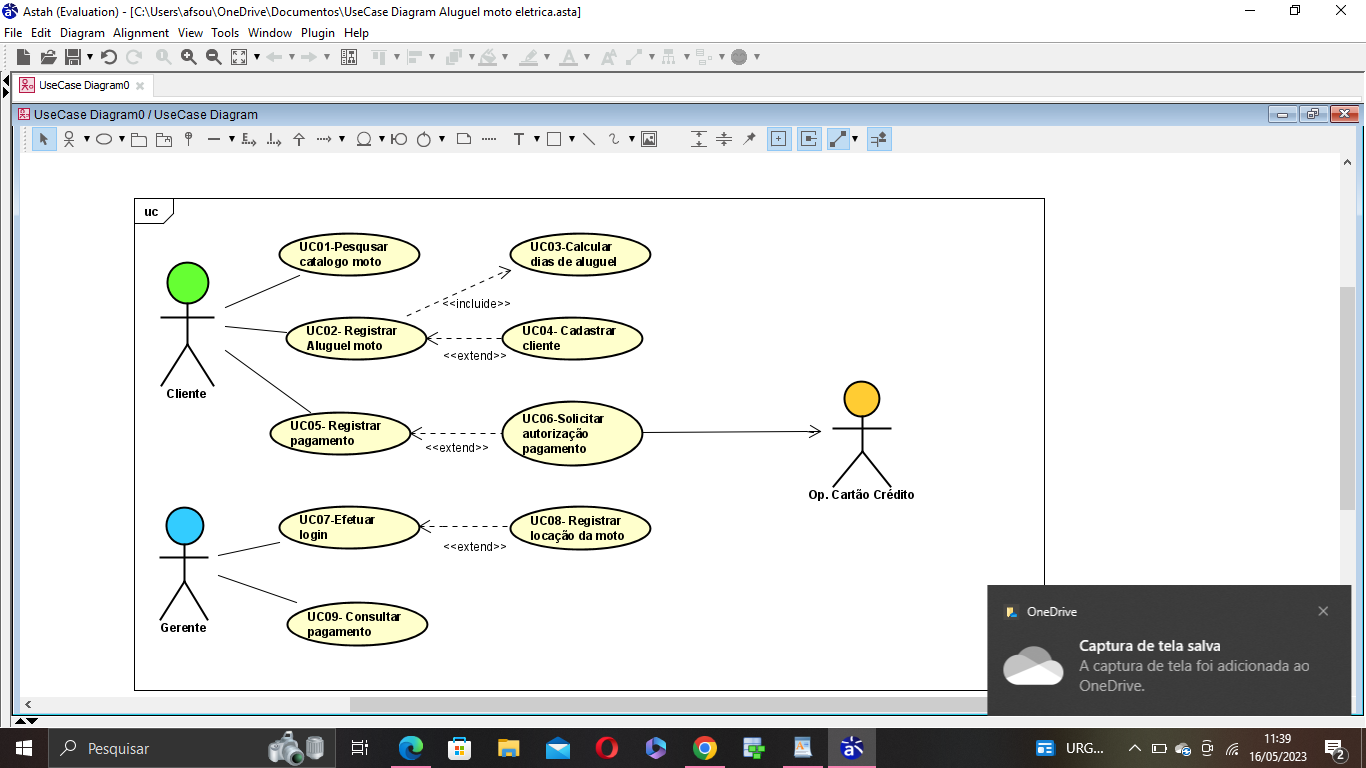 Astah (Evaluation) - [C:\Users\afsou\OneDrive\Documentos\UseCase Diagram Aluguel moto eletrica.asta]
File Edit Diagram Alignment View Tools Window Plugin Help
UseCase Diagram0
UseCase Diagram0 / UseCase Diagram
uc
UC01-Pesqusar
catalogo moto
UC03-Calcular
dias de aluguel
<<incluide>>
UC02- Registrar
Aluguel moto
UC04- Cadastrar
cliente
<<extend>>
Cliente
UC05- Registrar
pagamento
UC06-Solicitar
autorização
pagamento
<<extend>>
Op. Cartão Crédito
UC07-Efetuar
login
UC08- Registrar
locação da moto
<<extend>>
Gerente
UC09- Consultar
pagamento
OneDrive
Captura de tela salva
A captura de tela foi adicionada ao
OneDrive.
Pesquisar
URG...
11:39
16/05/2023
2